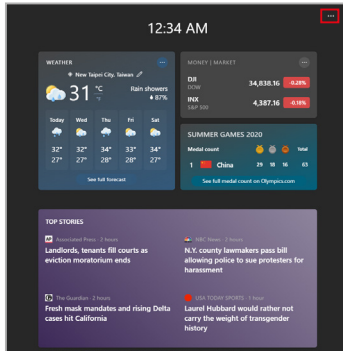 12:34 AM
WEATHER
New Taipei City, Taiwan
31 °C
Rain showers
87%
Today Wed Thu Fri Sat
32° 32° 34° 33° 34°
27° 27° 28° 27° 27°
See full forecast
MONEY | MARKET
DJI
DOW
34,838.16 -0.28%
INX
S&P 500
4,387.16 -0.18%
SUMMER GAMES 2020
Medal count Total
1 China 29 18 16 63
See full medal count on Olympics.com
TOP STORIES
Associated Press · 2 hours
Landlords, tenants fill courts as
eviction moratorium ends
NBC News · 2 hours
N.Y. county lawmakers pass bill
allowing police to sue protesters for
harassment
The Guardian · 2 hours
Fresh mask mandates and rising Delta
cases hit California
USA TODAY SPORTS · 1 hour
Laurel Hubbard would rather not
carry the weight of transgender
history